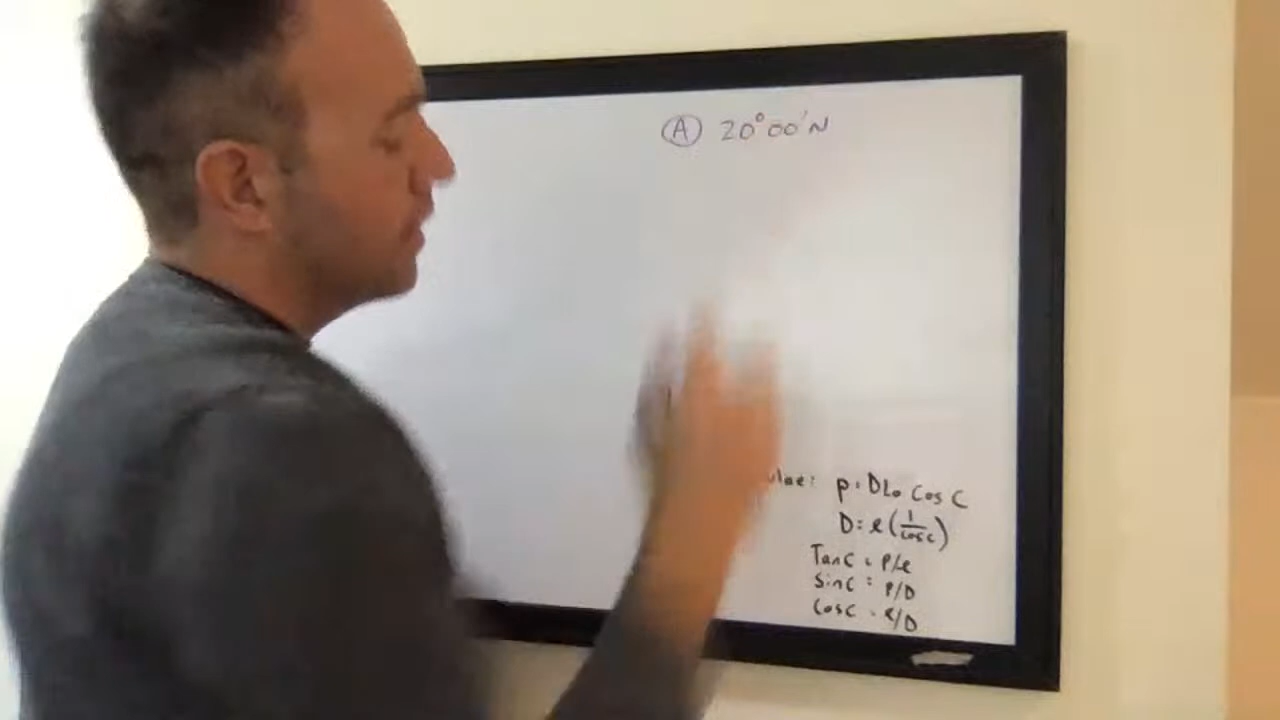 (A) 20°00'N
p = DLo Cos C
D = l (1/cos c)
Tan C = P/l
Sin C = P/D
Cos C = l/D